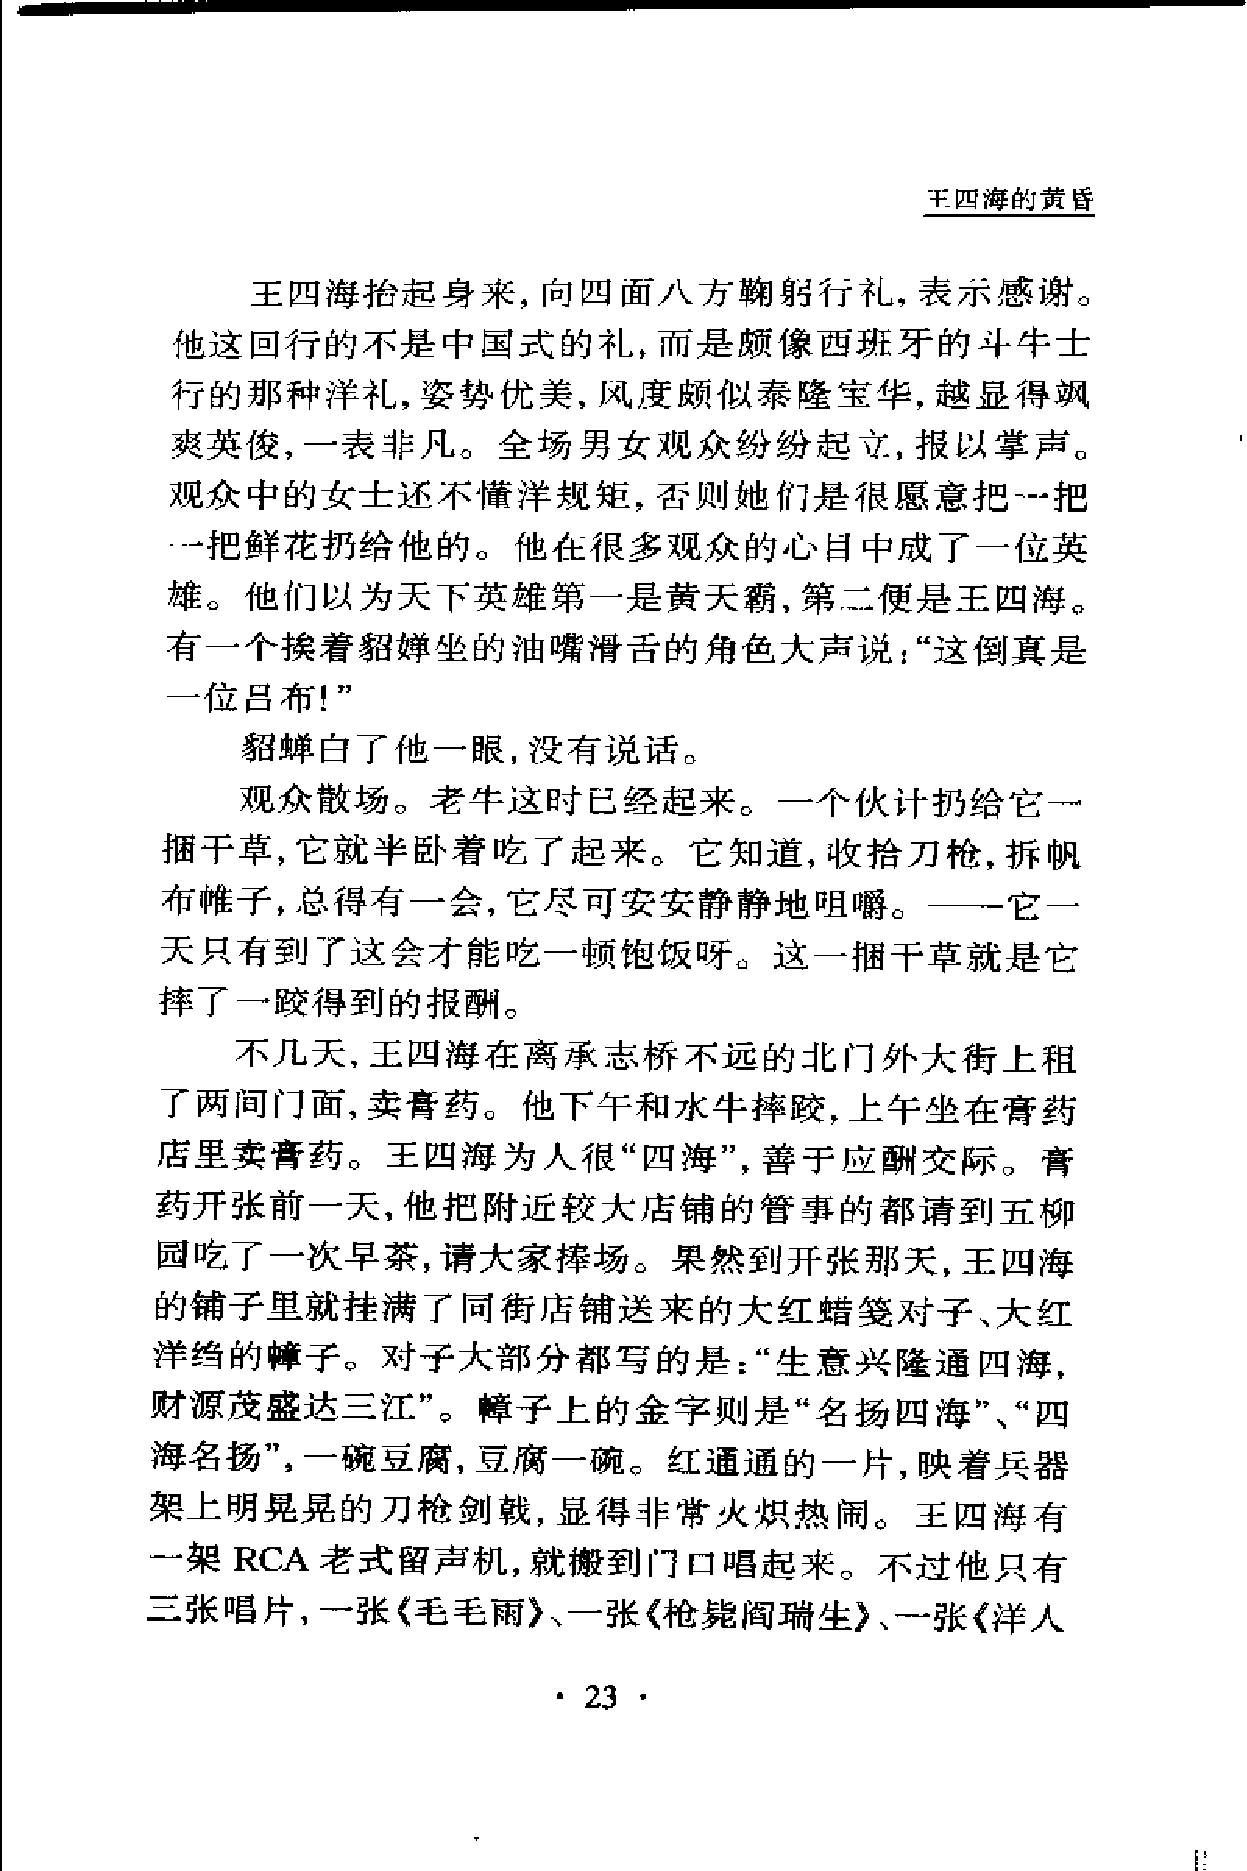 王四海的黄昏
王四海抬起身来，向四面八方鞠躬行礼，表示感谢。
他这回行的不是中国式的礼，而是颇像西班牙的斗牛士
行的那种洋礼，姿势优美，风度颇似泰隆宝华，越显得飒
爽英俊，一表非凡。全场男女观众纷纷起立，报以掌声。
观众中的女士还不懂洋规矩，否则她们是很愿意把一把
一把鲜花扔给他的。他在很多观众的心目中成了一位英
雄。他们以为天下英雄第一是黄天霸，第二便是王四海。
有一个挨着貂婵坐的油嘴滑舌的角色大声说：“这倒真是
一位吕布！”
貂蝉白了他一眼，没有说话。
观众散场。老牛这时已经起来。一个伙计扔给它一
捆干草，它就半卧着吃了起来。它知道，收拾刀枪，拆帆
布帷子，总得有一会，它尽可安安静静地咀嚼。——它一
天只有到了这会才能吃一顿饱饭呀。这一捆干草就是它
摔了一跤得到的报酬。
不几天，王四海在离承志桥不远的北门外大街上租
了两间门面，卖膏药。他下午和水牛摔跤，上午坐在膏药
店里卖膏药。王四海为人很“四海”，善于应酬交际。膏
药开张前一天，他把附近较大店铺的管事的都请到五柳
园吃了一次早茶，请大家捧场。果然到开张那天，王四海
的铺子里就挂满了同街店铺送来的大红蜡笺对子、大红
洋绉的幛子。对子大部分都写的是：“生意兴隆通四海，
财源茂盛达三江”。幛子上的金字则是“名扬四海”、“四
海名扬”，一碗豆腐，豆腐一碗。红通通的一片，映着兵器
架上明晃晃的刀枪剑戟，显得非常火炽热闹。王四海有
一架 RCA 老式留声机，就搬到门口唱起来。不过他只有
三张唱片，一张《毛毛雨》、一张《枪毙阎瑞生》、一张《洋人
· 23 ·